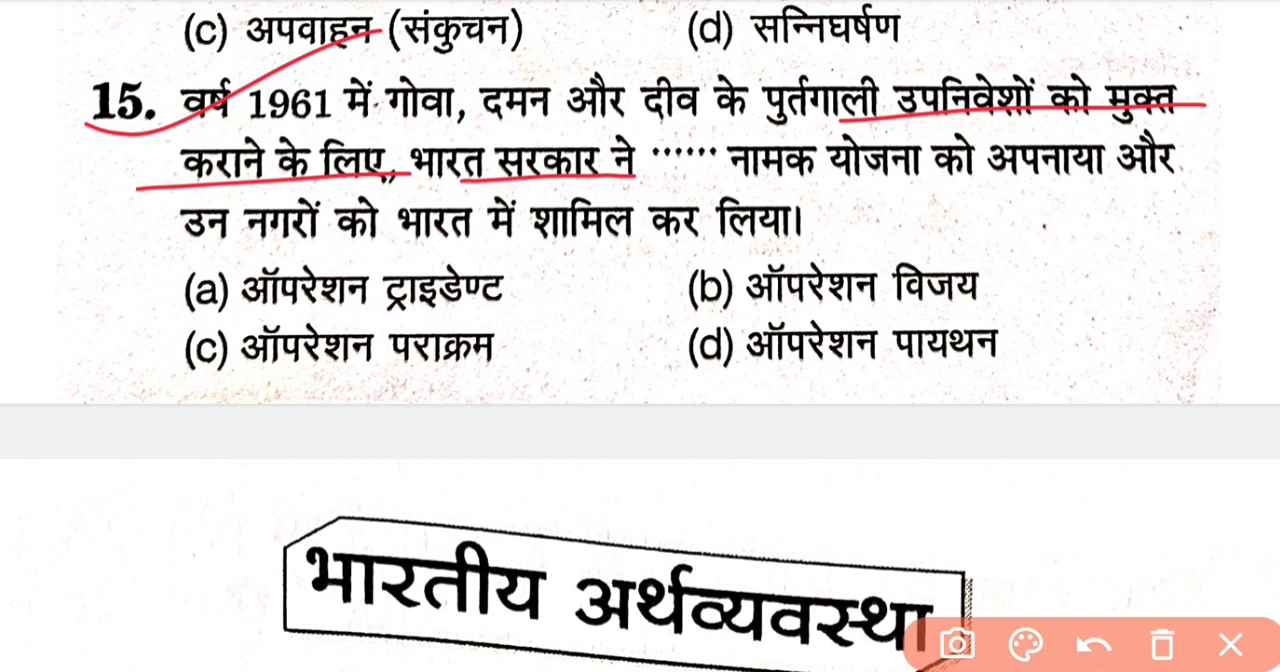 (c) अपवाहन (संकुचन) (d) सन्निघर्षण
15. वर्ष 1961 में गोवा, दमन और दीव के पुर्तगाली उपनिवेशों को मुक्त
कराने के लिए, भारत सरकार ने ...... नामक योजना को अपनाया और
उन नगरों को भारत में शामिल कर लिया।
(a) ऑपरेशन ट्राइडेण्ट (b) ऑपरेशन विजय
(c) ऑपरेशन पराक्रम (d) ऑपरेशन पायथन
भारतीय अर्थव्यवस्था